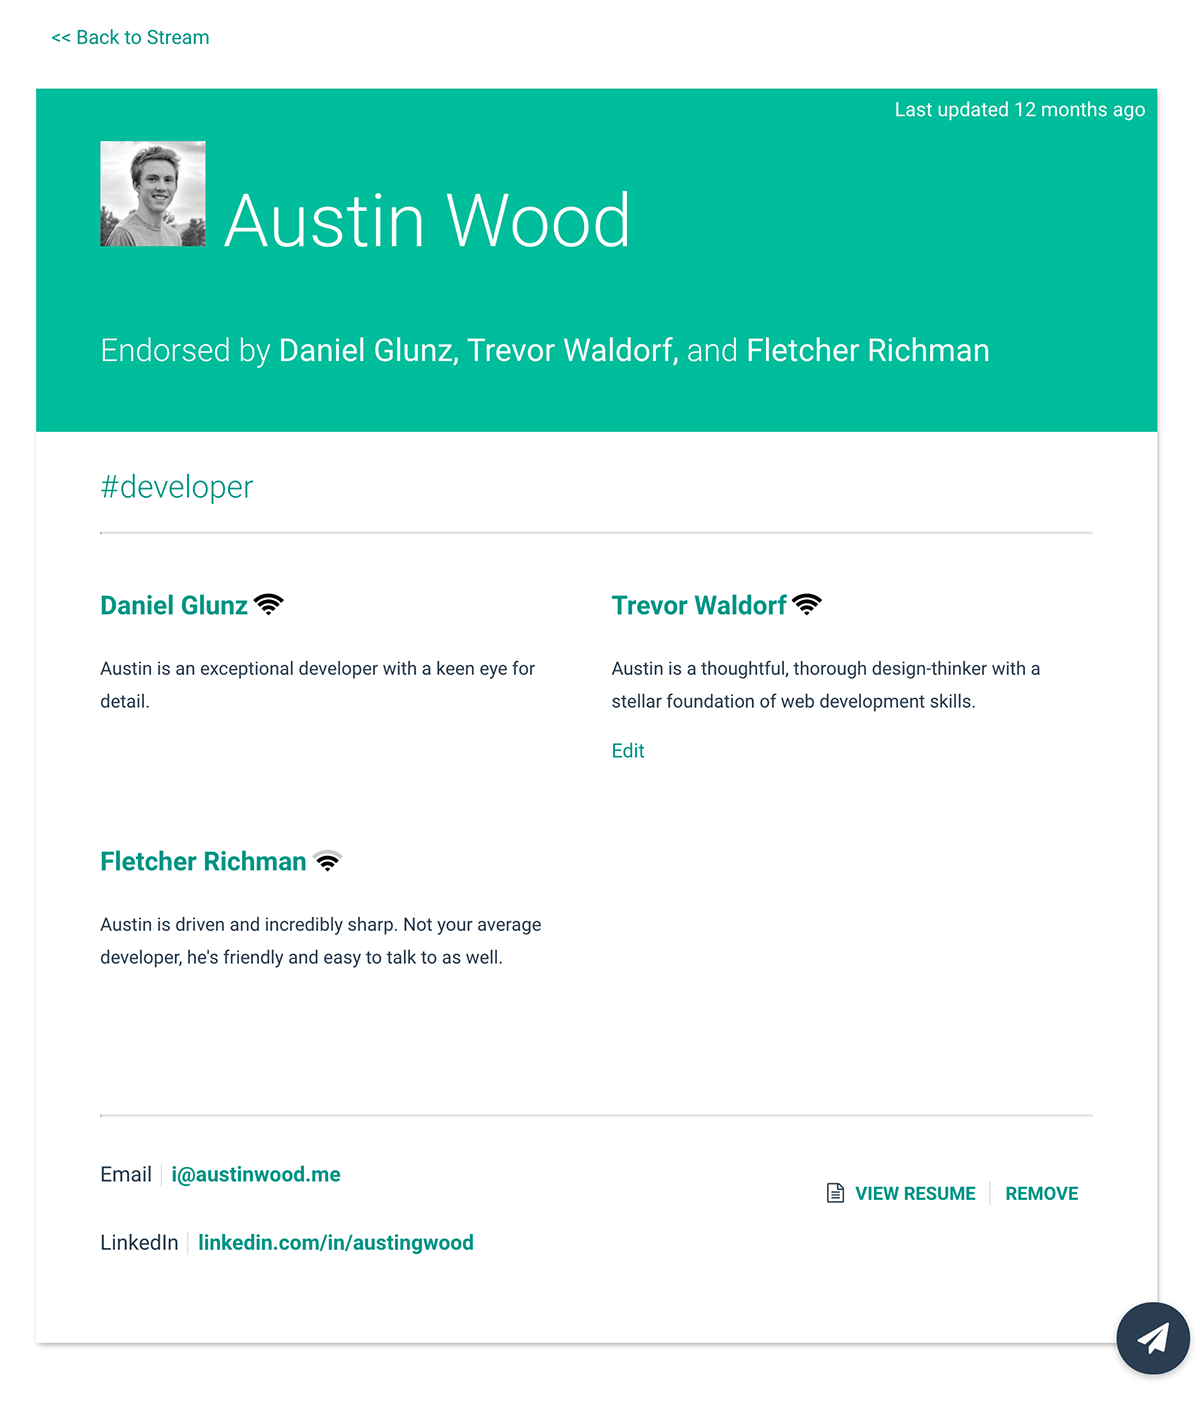 << Back to Stream
Last updated 12 months ago
Austin Wood
Endorsed by Daniel Glunz, Trevor Waldorf, and Fletcher Richman
#developer
Daniel Glunz
Austin is an exceptional developer with a keen eye for
detail.
Trevor Waldorf
Austin is a thoughtful, thorough design-thinker with a
stellar foundation of web development skills.
Edit
Fletcher Richman
Austin is driven and incredibly sharp. Not your average
developer, he's friendly and easy to talk to as well.
Email i@austinwood.me
VIEW RESUME REMOVE
LinkedIn linkedin.com/in/austingwood